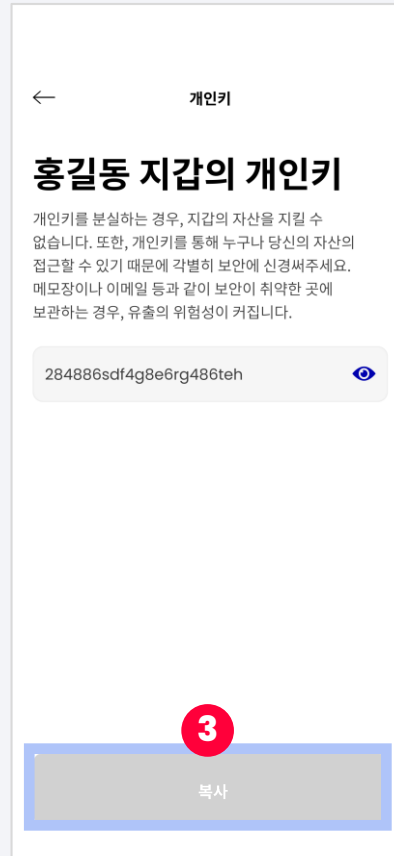 개인키
홍길동 지갑의 개인키
개인키를 분실하는 경우, 지갑의 자산을 지킬 수
없습니다. 또한, 개인키를 통해 누구나 당신의 자산의
접근할 수 있기 때문에 각별히 보안에 신경써주세요.
메모장이나 이메일 등과 같이 보안이 취약한 곳에
보관하는 경우, 유출의 위험성이 커집니다.
284886sdf4g8e6rg486teh
3
복사